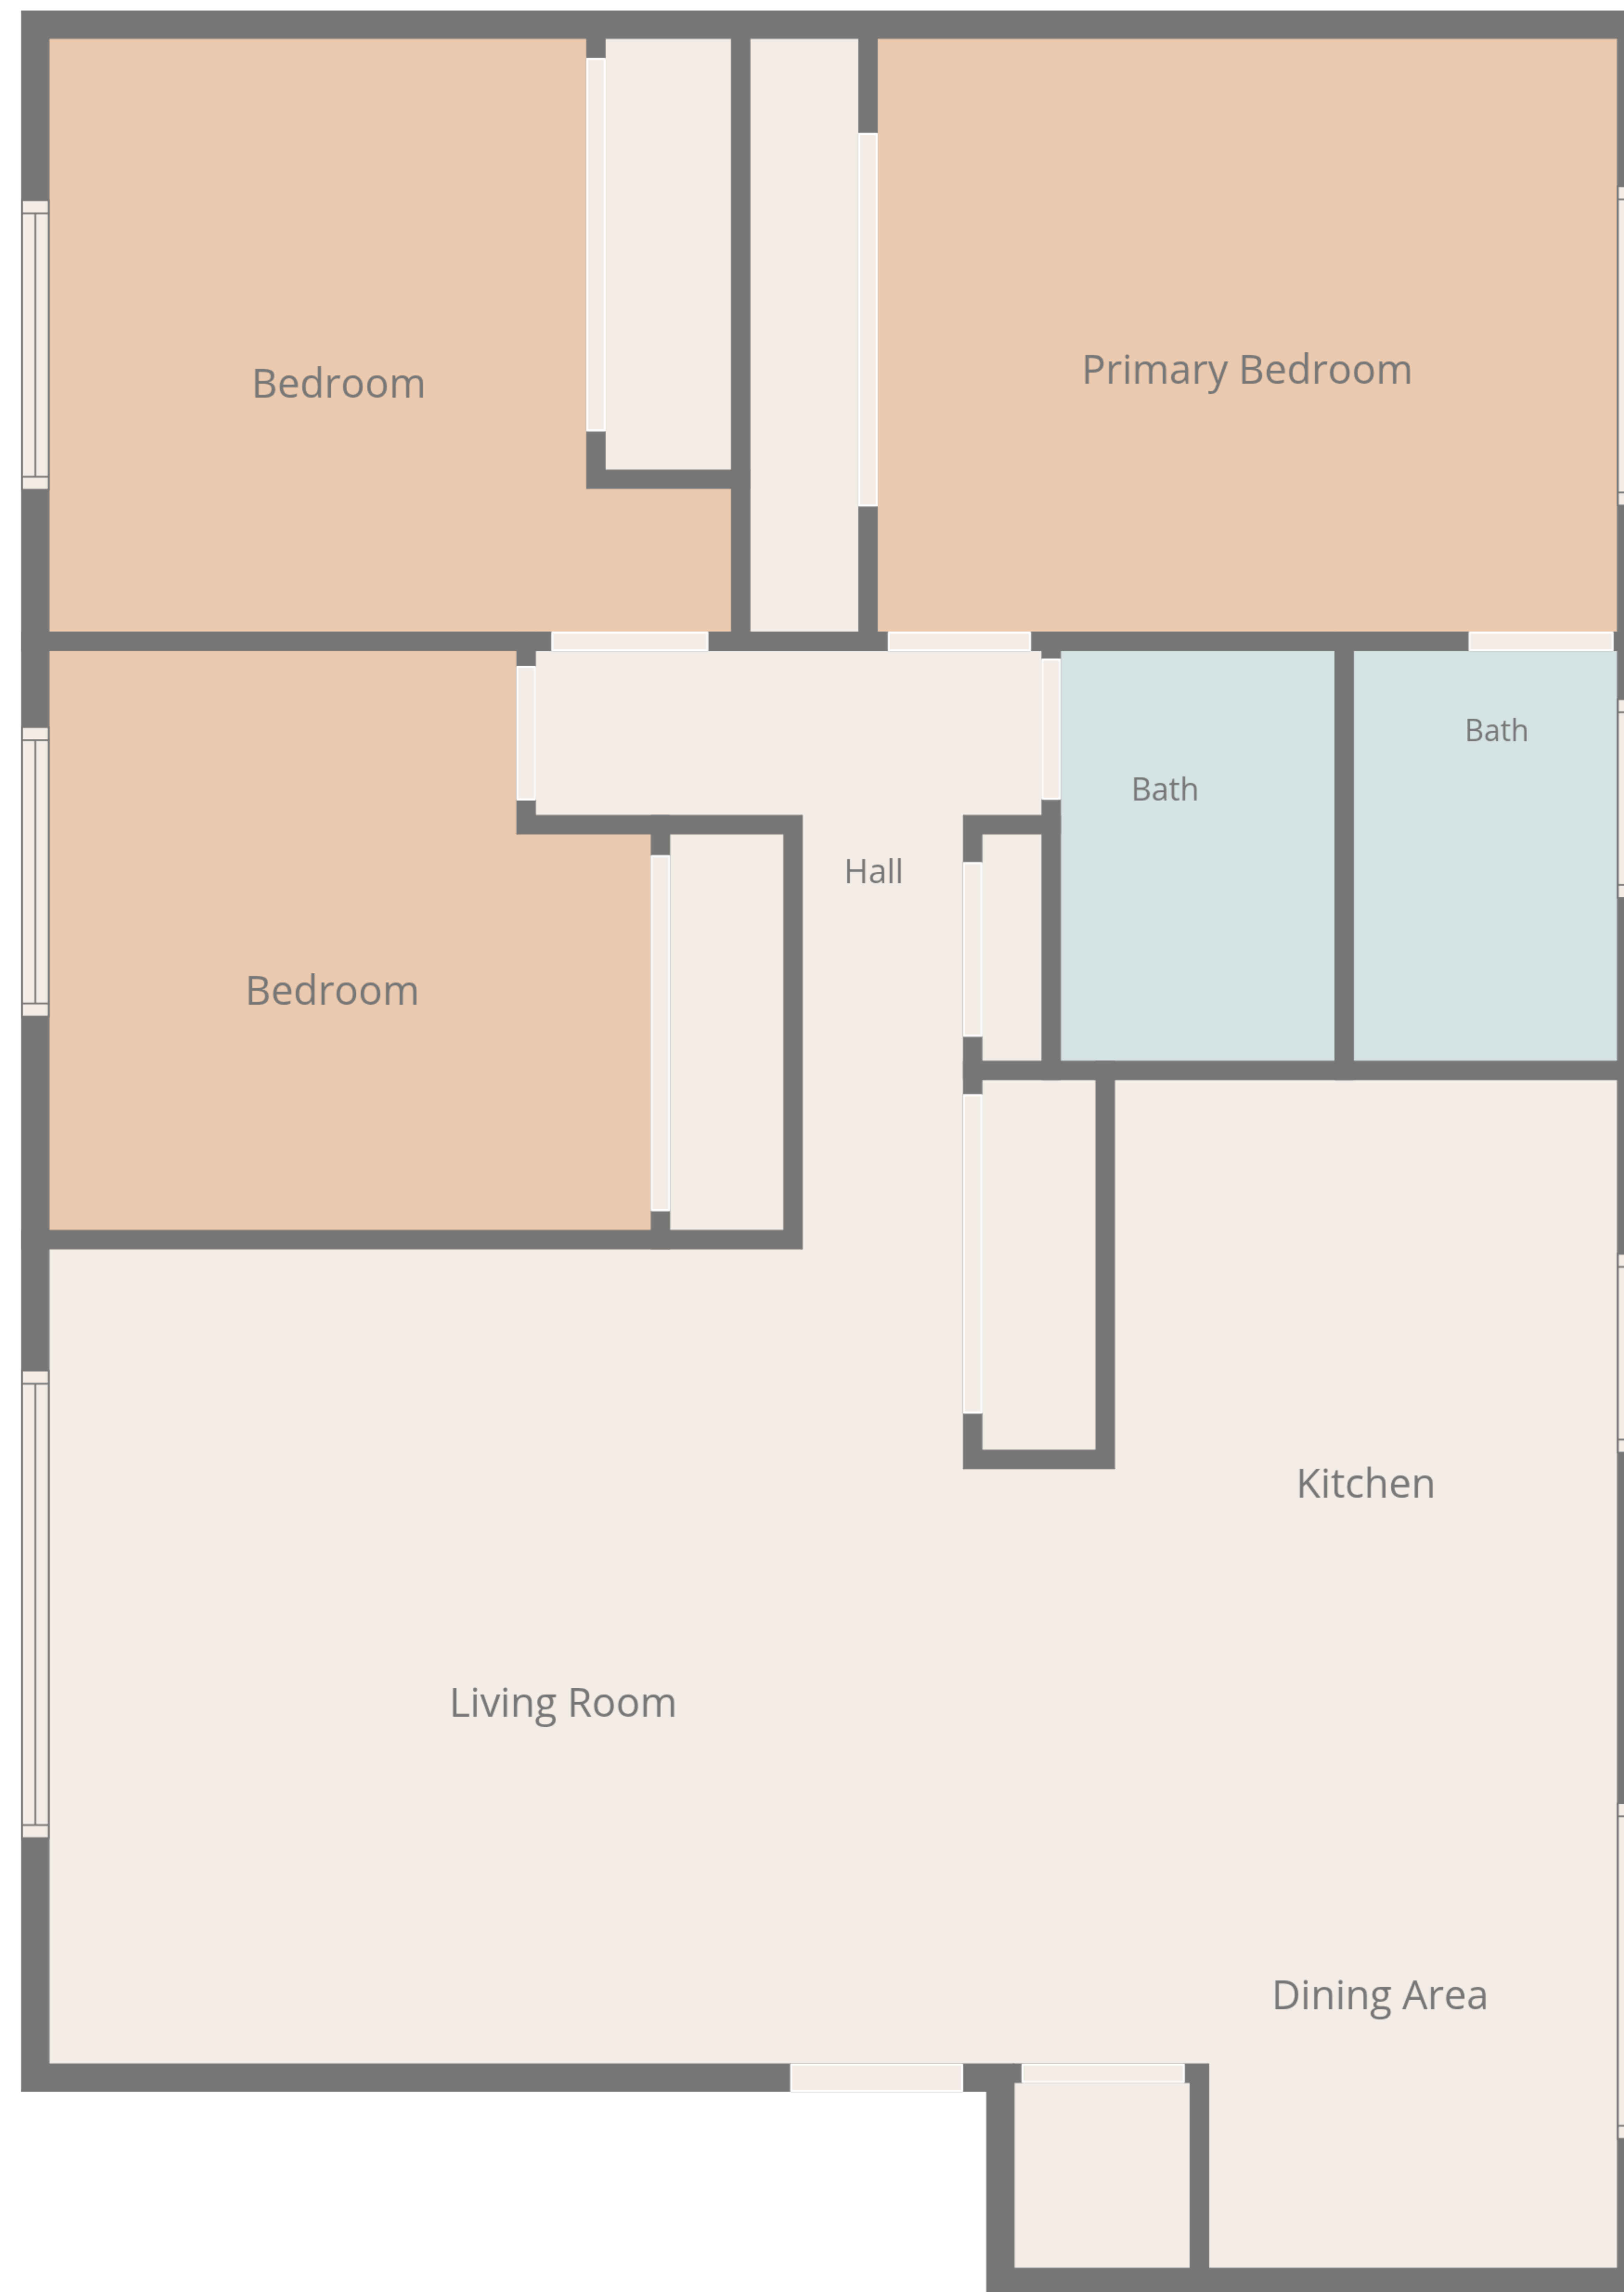 Primary Bedroom
Bedroom
Bath
Bath
Hall
Bedroom
Kitchen
Living Room
Dining Area